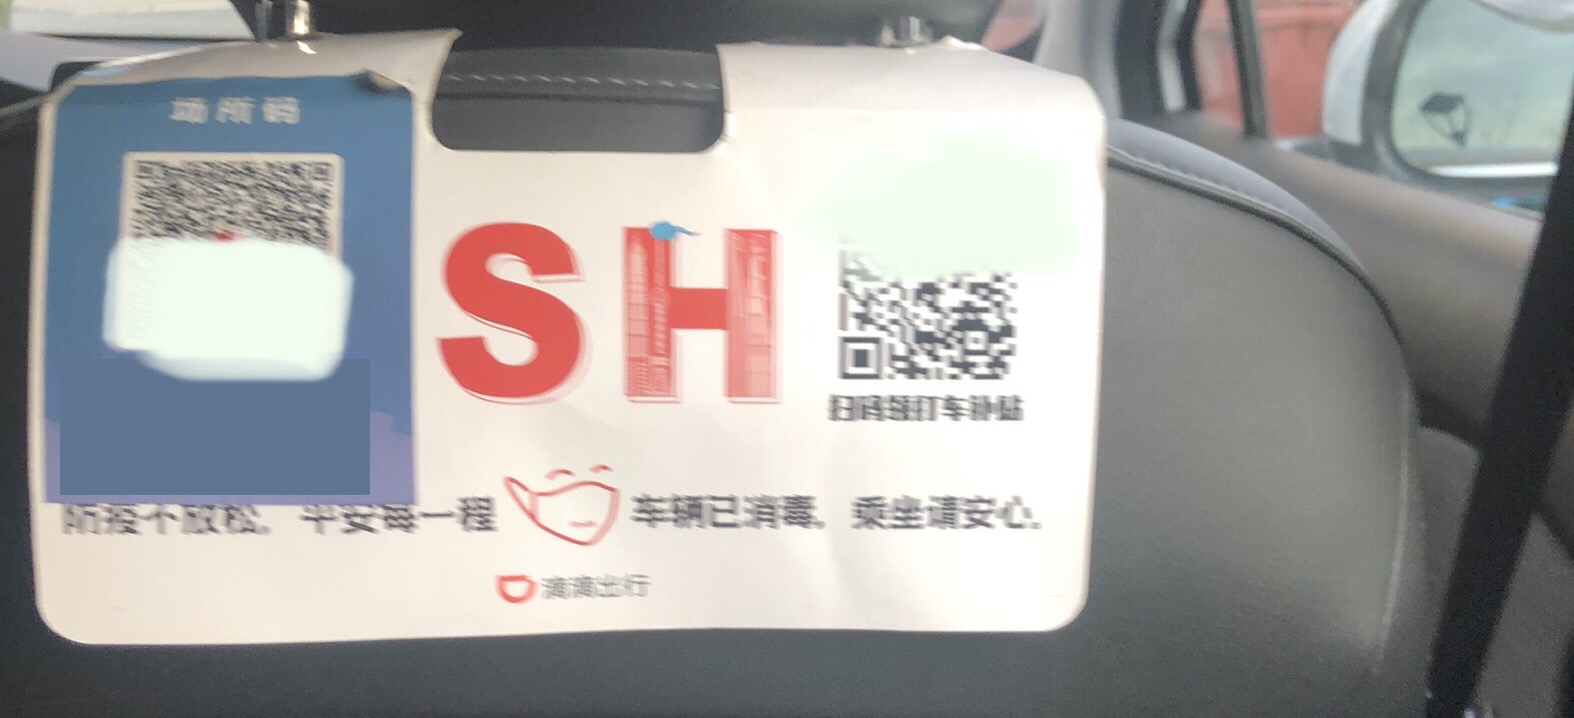 场所码
SH
扫码领打车补贴
防疫不放松，平安每一程
车辆已消毒，乘坐请安心。
滴滴出行